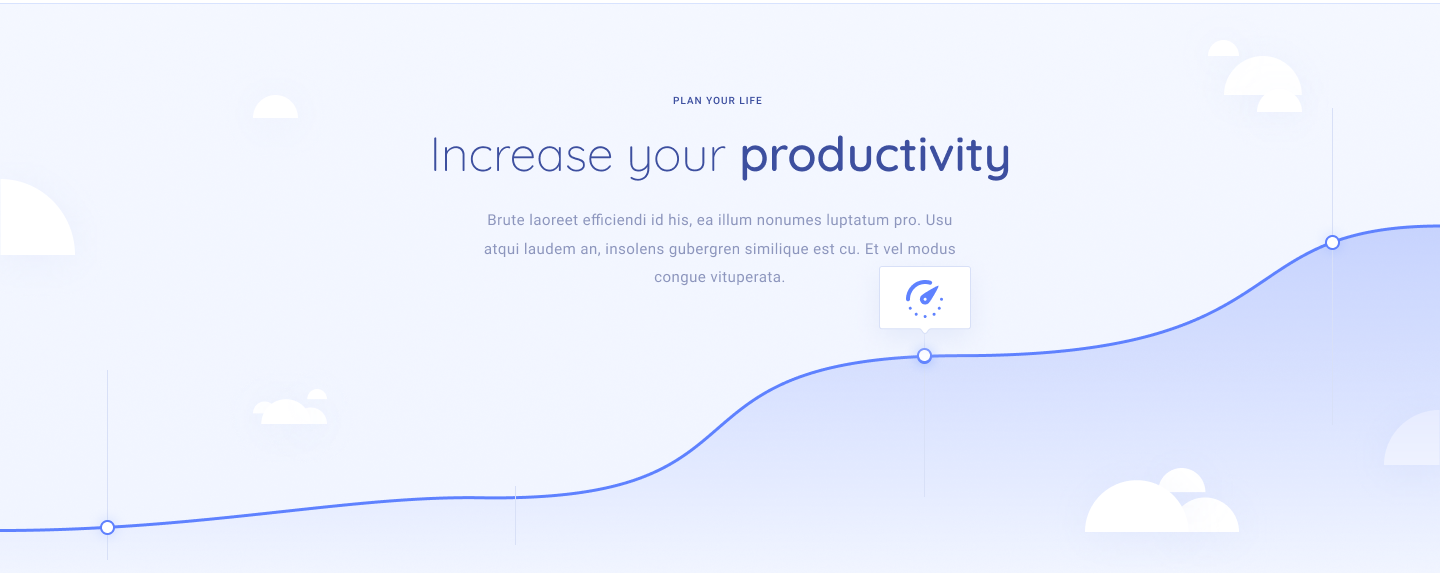 PLAN YOUR LIFE
Increase your productivity
Brute laoreet efficiendi id his, ea illum nonumes luptatum pro. Usu
atqui laudem an, insolens gubergren similique est cu. Et vel modus
congue vituperata.